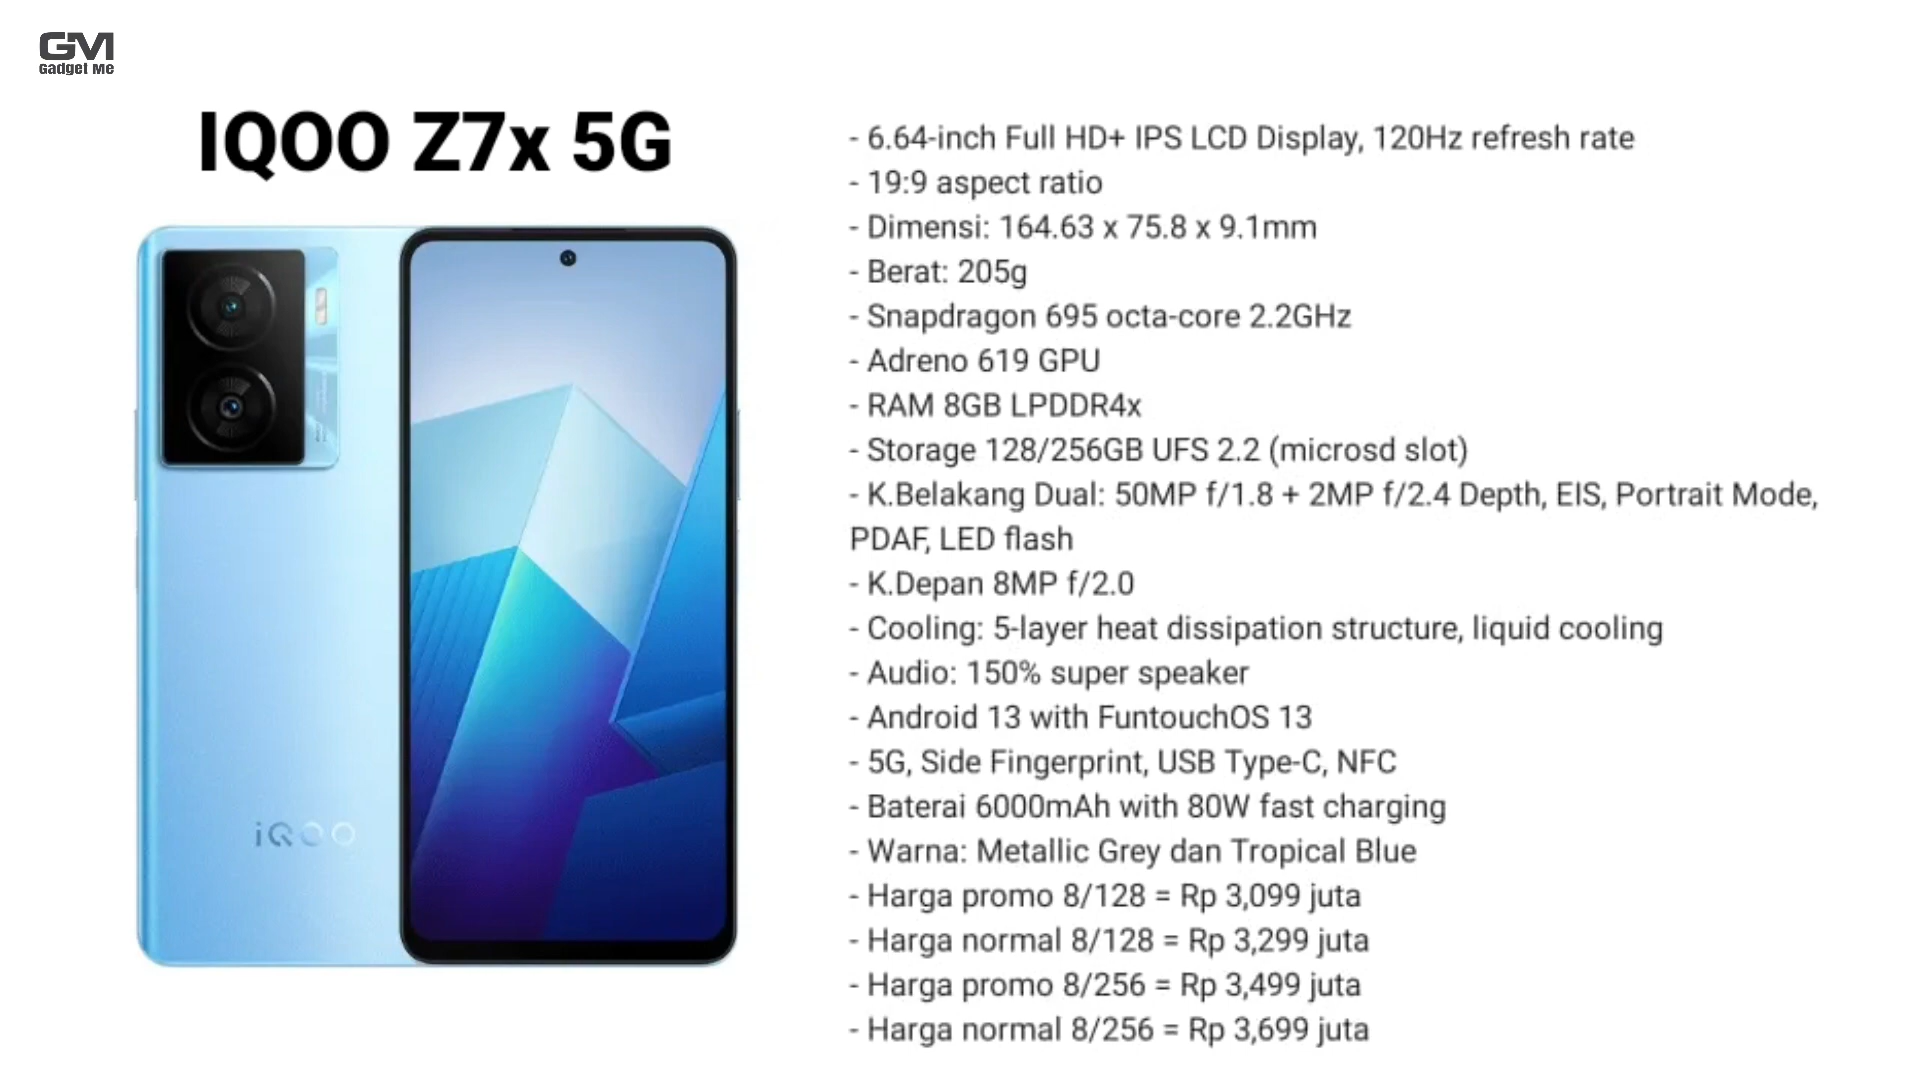 GM
Gadget Me
IQOO Z7x 5G
- 6.64-inch Full HD+ IPS LCD Display, 120Hz refresh rate
- 19:9 aspect ratio
- Dimensi: 164.63 x 75.8 x 9.1mm
- Berat: 205g
- Snapdragon 695 octa-core 2.2GHz
- Adreno 619 GPU
- RAM 8GB LPDDR4x
- Storage 128/256GB UFS 2.2 (microsd slot)
- K.Belakang Dual: 50MP f/1.8 + 2MP f/2.4 Depth, EIS, Portrait Mode,
PDAF, LED flash
- K.Depan 8MP f/2.0
- Cooling: 5-layer heat dissipation structure, liquid cooling
- Audio: 150% super speaker
- Android 13 with FuntouchOS 13
- 5G, Side Fingerprint, USB Type-C, NFC
- Baterai 6000mAh with 80W fast charging
- Warna: Metallic Grey dan Tropical Blue
- Harga promo 8/128 = Rp 3,099 juta
- Harga normal 8/128 = Rp 3,299 juta
- Harga promo 8/256 = Rp 3,499 juta
- Harga normal 8/256 = Rp 3,699 juta
iQOO